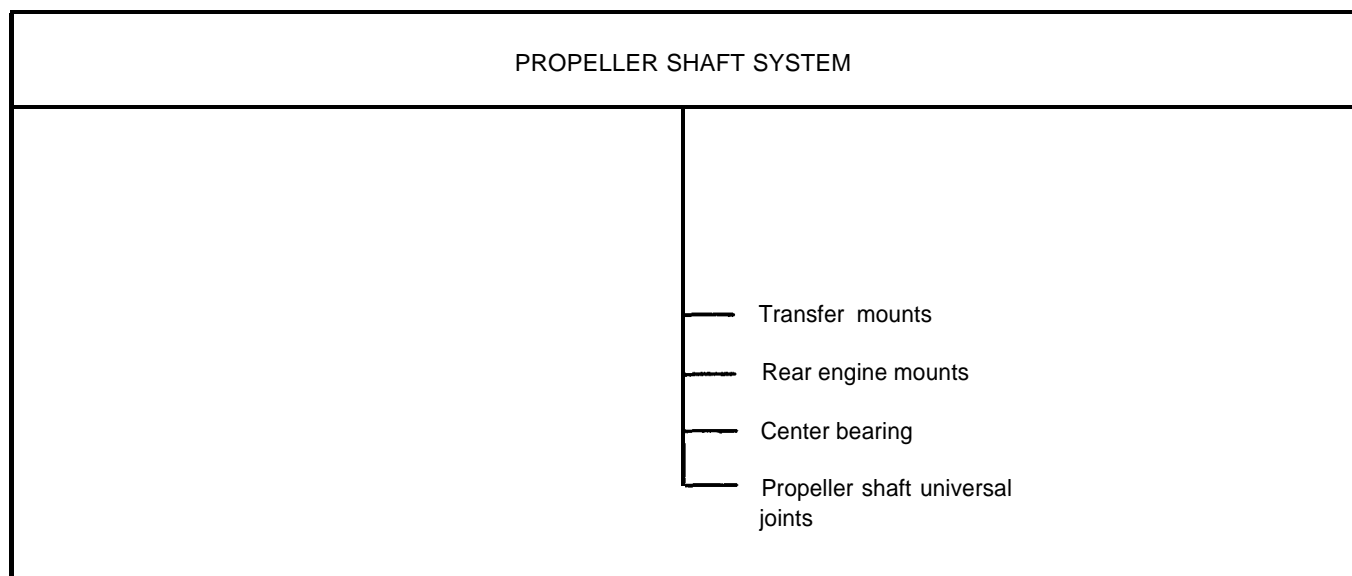 PROPELLER SHAFT SYSTEM
Transfer mounts
Rear engine mounts
Center bearing
Propeller shaft universal
joints